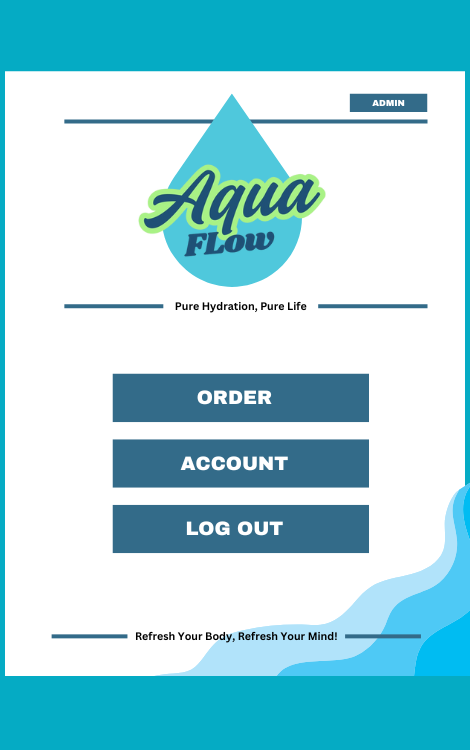 ADMIN
Aqua
FLow
Pure Hydration, Pure Life
ORDER
ACCOUNT
LOG OUT
Refresh Your Body, Refresh Your Mind!